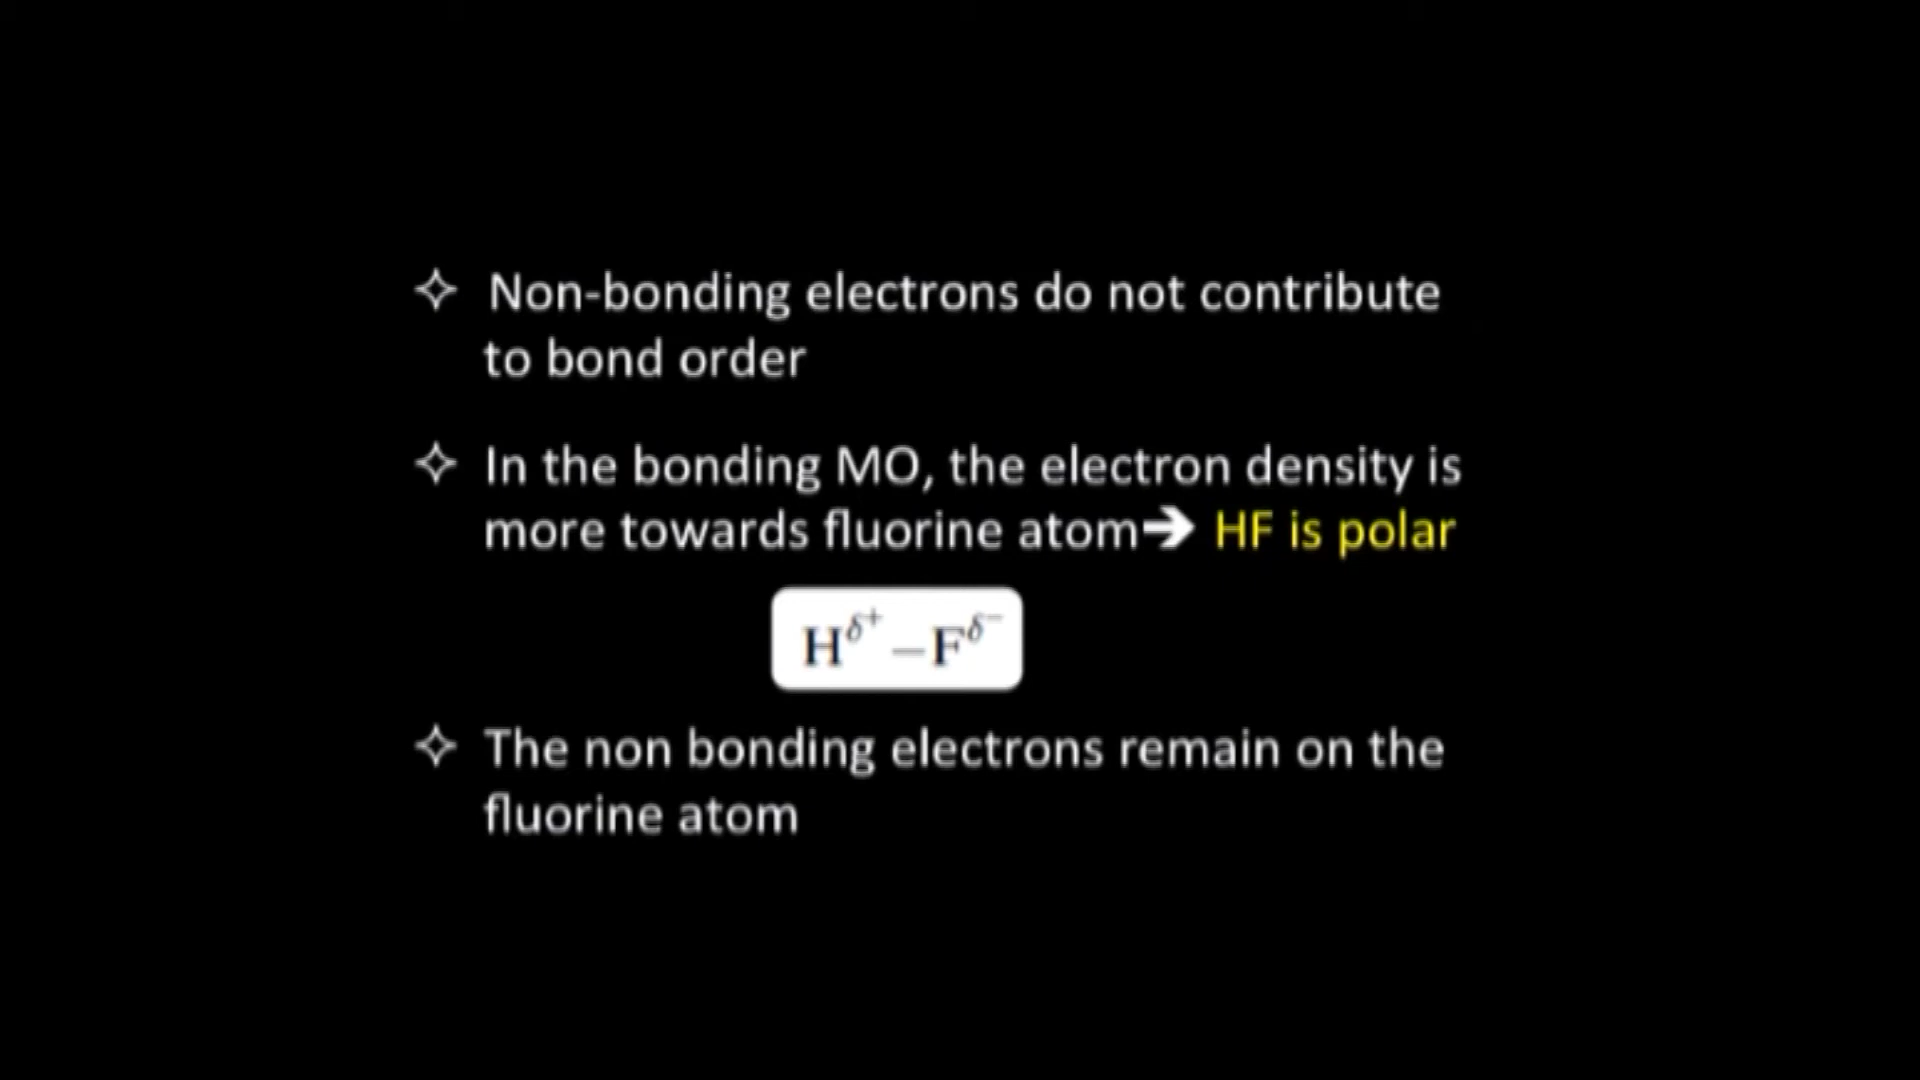 ✧ Non-bonding electrons do not contribute
to bond order
✧ In the bonding MO, the electron density is
more towards fluorine atom➔ HF is polar
H^δ+ –F^δ−
✧ The non bonding electrons remain on the
fluorine atom